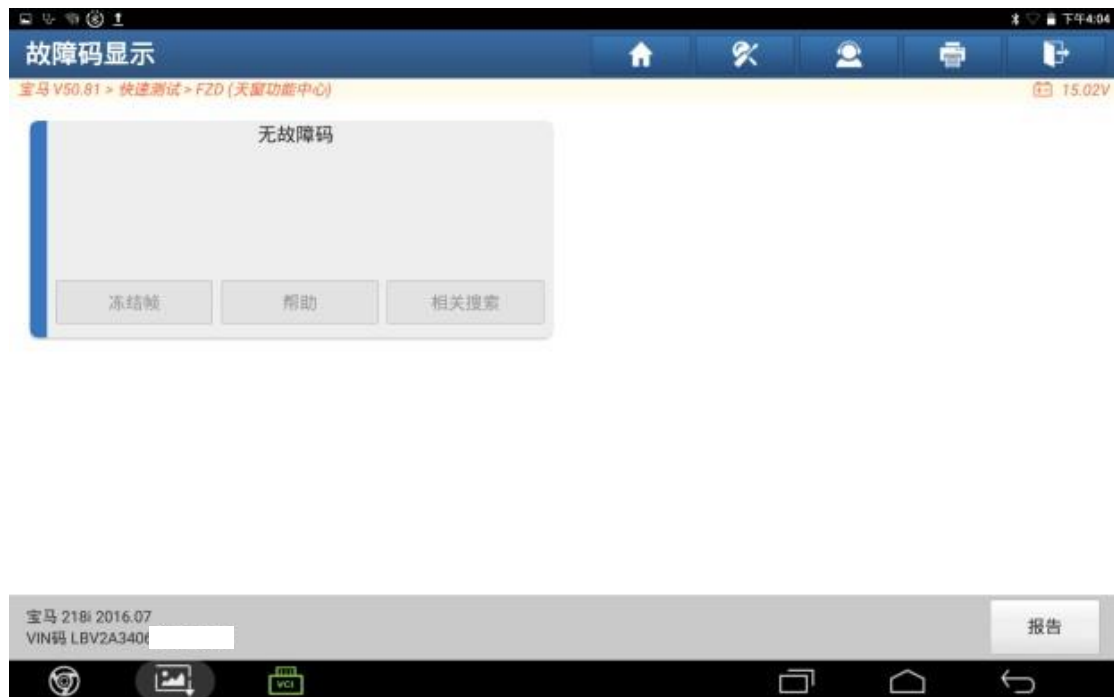 下午4:04
故障码显示
宝马 V50.81 > 快速测试 > FZD (天窗功能中心)
15.02V
无故障码
冻结帧
帮助
相关搜索
宝马 218i 2016.07
VIN码 LBV2A3406
报告
VCI